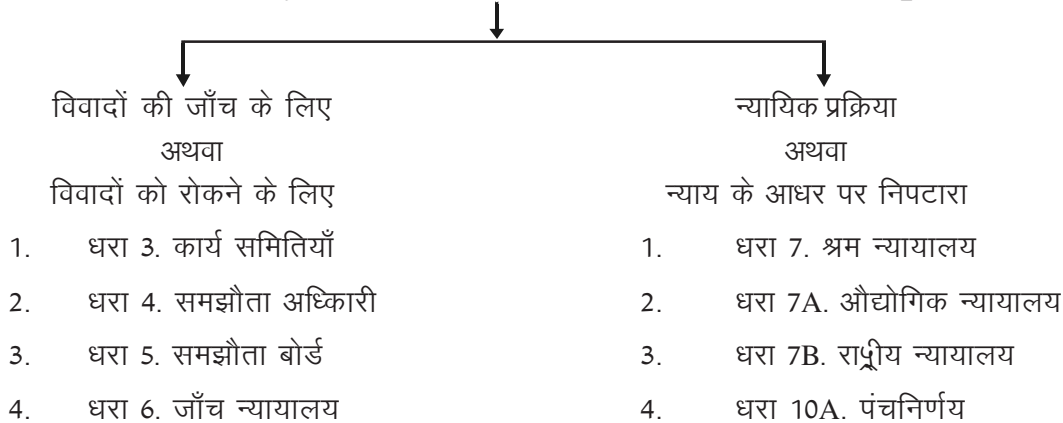 विवादों की जाँच के लिए
अथवा
विवादों को रोकने के लिए
1. धरा 3. कार्य समितियाँ
2. धरा 4. समझौता अध्किारी
3. धरा 5. समझौता बोर्ड
4. धरा 6. जाँच न्यायालय
न्यायिक प्रक्रिया
अथवा
न्याय के आधर पर निपटारा
1. धरा 7. श्रम न्यायालय
2. धरा 7A. औद्योगिक न्यायालय
3. धरा 7B. न्यायालय
4. धरा 10A. पंचनिर्णय